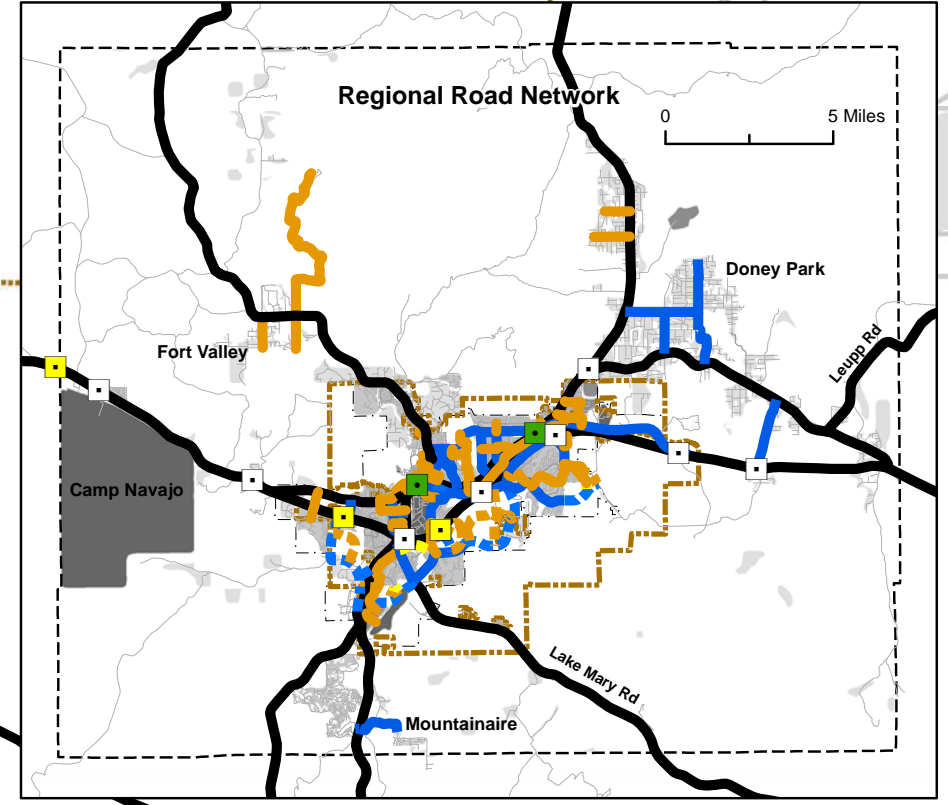 Regional Road Network
0 5 Miles
Doney Park
Leupp Rd
Fort Valley
Camp Navajo
Lake Mary Rd
Mountainaire